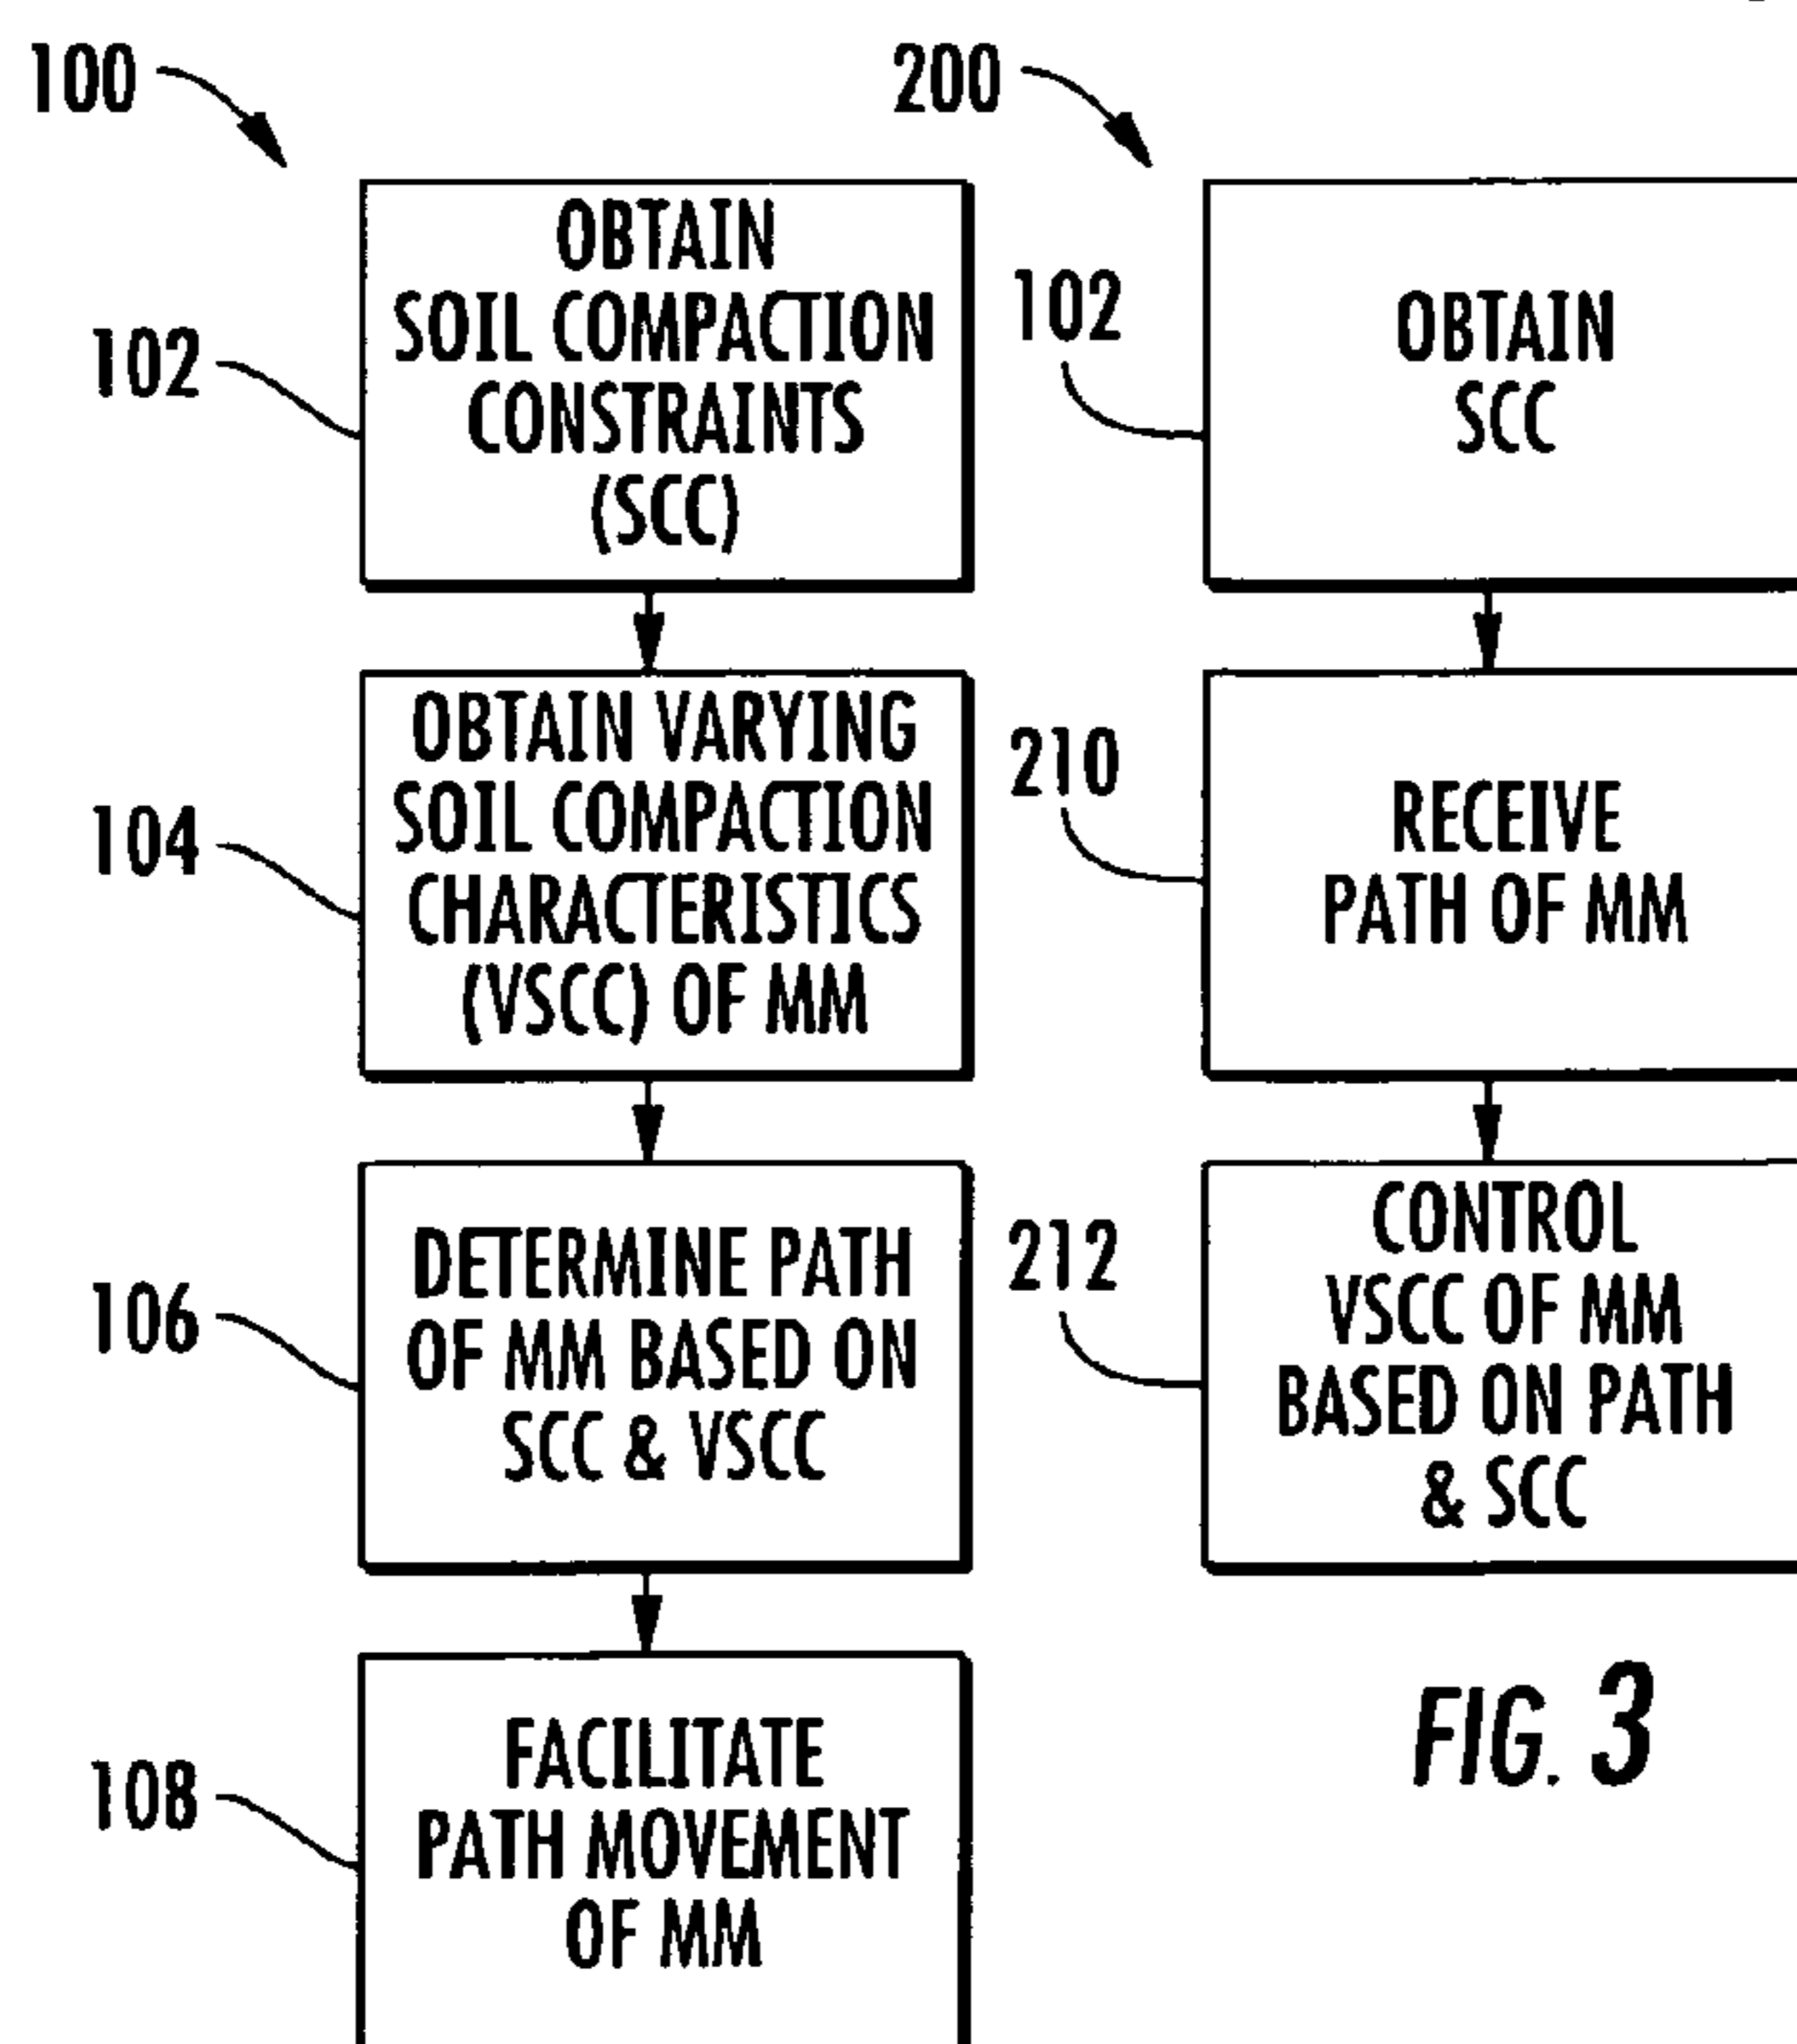 100
OBTAIN
SOIL COMPACTION
CONSTRAINTS
(SCC)
102
OBTAIN VARYING
SOIL COMPACTION
CHARACTERISTICS
(VSCC) OF MM
104
DETERMINE PATH
OF MM BASED ON
SCC & VSCC
106
FACILITATE
PATH MOVEMENT
OF MM
108
200
OBTAIN
SCC
102
RECEIVE
PATH OF MM
210
CONTROL
VSCC OF MM
BASED ON PATH
& SCC
212
FIG. 3